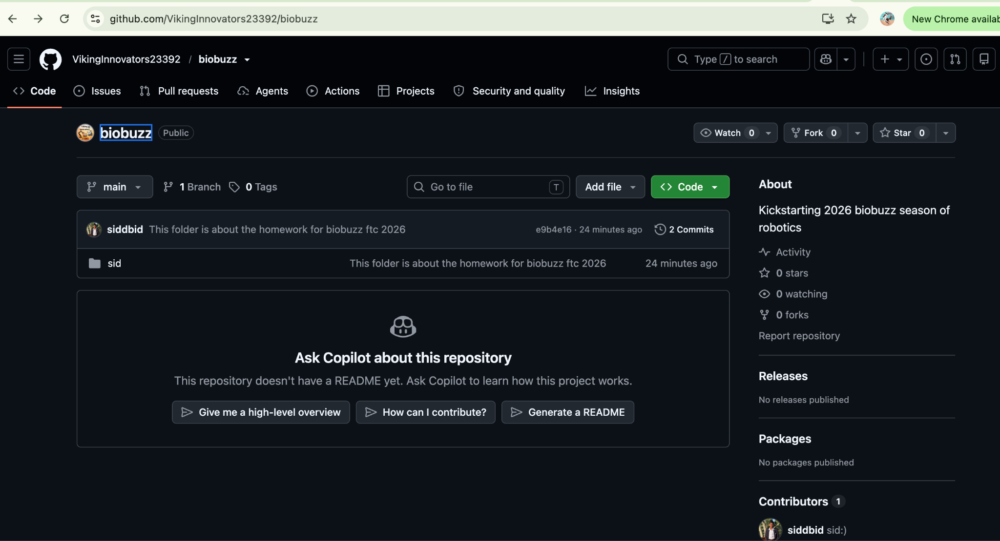 github.com/VikingInnovators23392/biobuzz
New Chrome availab
VikingInnovators23392 / biobuzz
Type / to search
Code Issues Pull requests Agents Actions Projects Security and quality Insights
biobuzz Public
Watch 0 Fork 0 Star 0
main 1 Branch 0 Tags Go to file T Add file Code
siddbid This folder is about the homework for biobuzz ftc 2026 e9b4e16 · 24 minutes ago 2 Commits
sid This folder is about the homework for biobuzz ftc 2026 24 minutes ago
Ask Copilot about this repository
This repository doesn't have a README yet. Ask Copilot to learn how this project works.
Give me a high-level overview How can I contribute? Generate a README
About
Kickstarting 2026 biobuzz season of
robotics
Activity
0 stars
0 watching
0 forks
Report repository
Releases
No releases published
Packages
No packages published
Contributors 1
siddbid sid:)